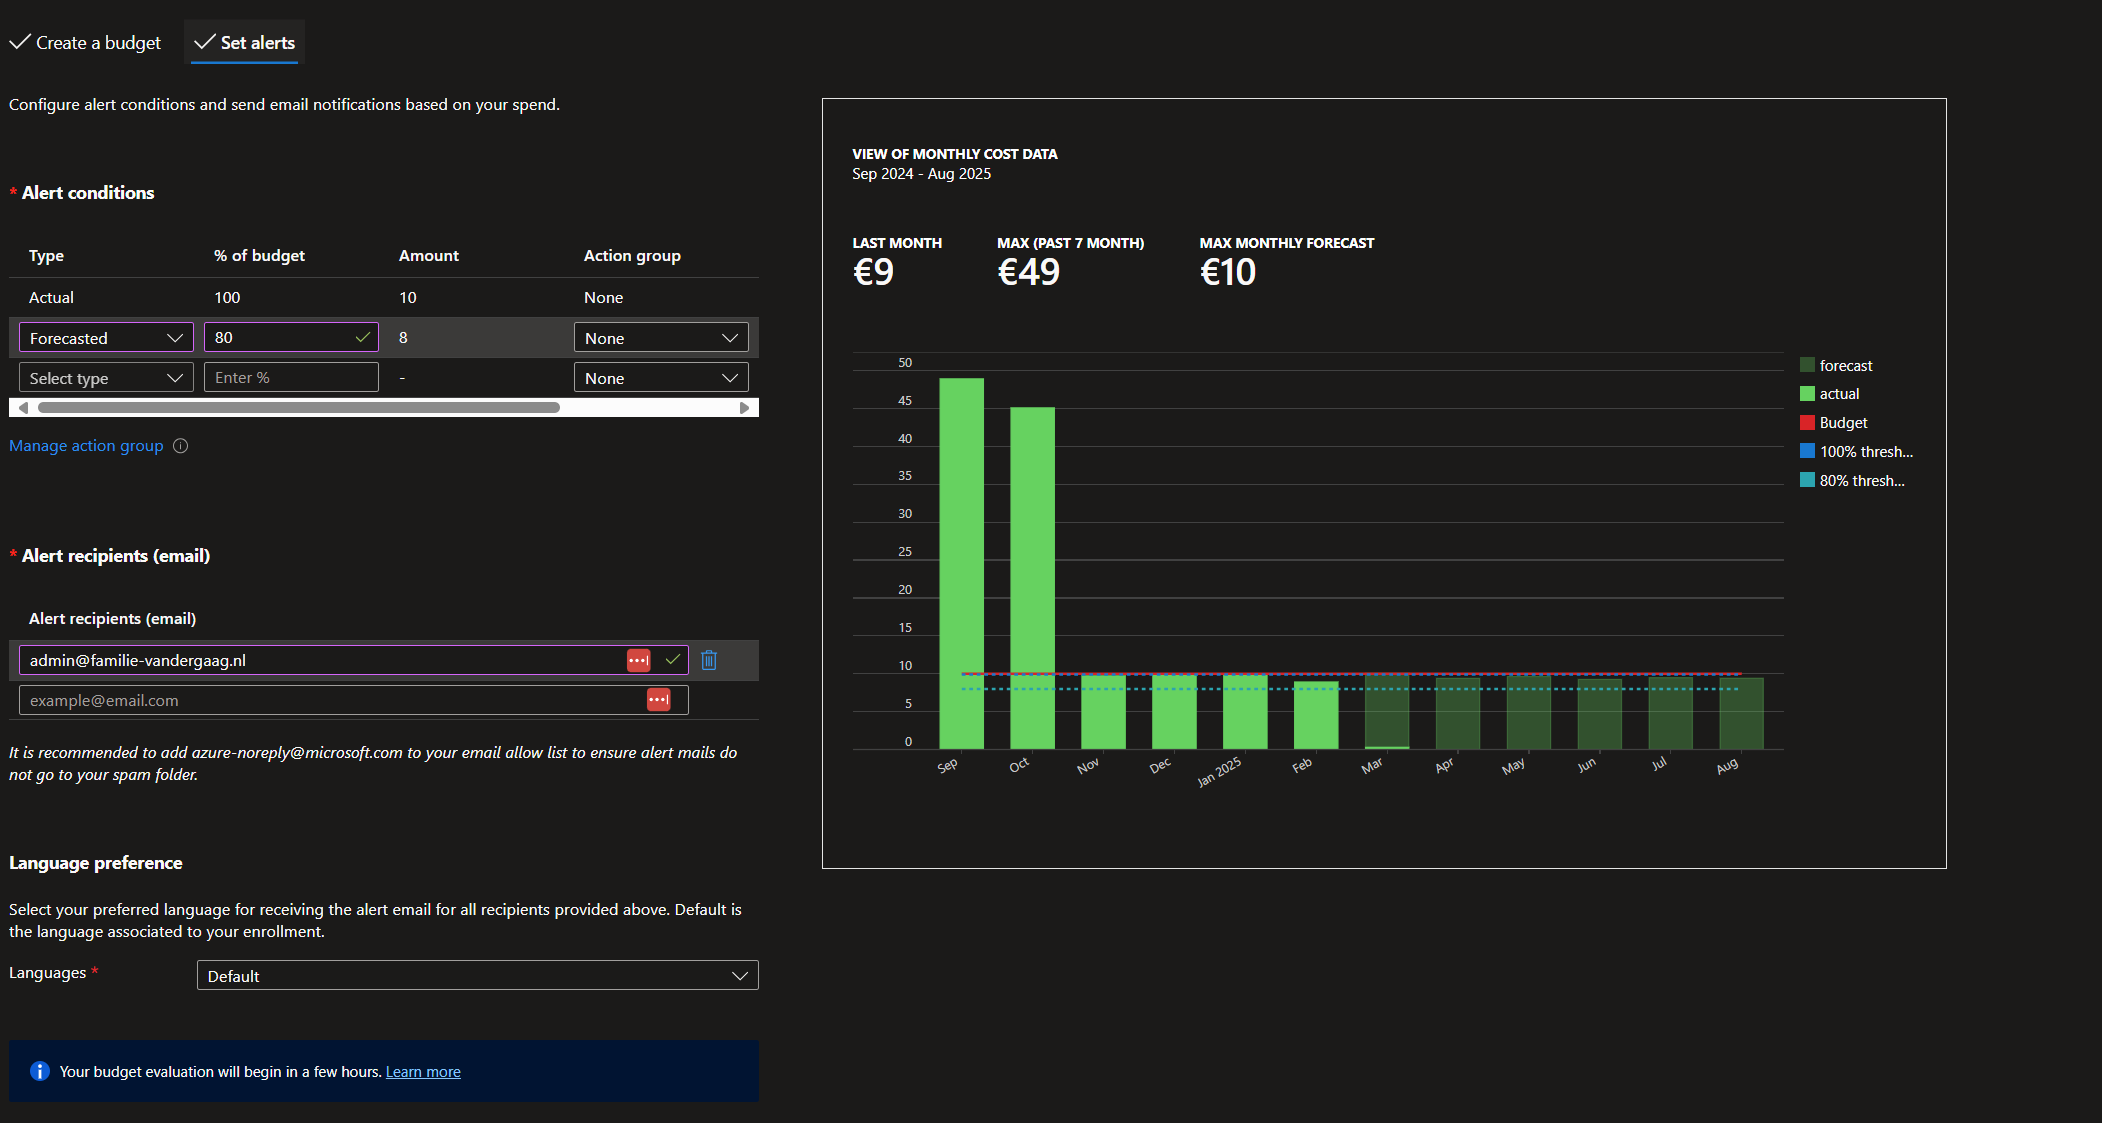 Create a budget
Set alerts
Configure alert conditions and send email notifications based on your spend.
* Alert conditions
Type % of budget Amount Action group
Actual 100 10 None
Forecasted 80 8 None
Select type Enter % - None
Manage action group
* Alert recipients (email)
Alert recipients (email)
admin@familie-vandergaag.nl
example@email.com
It is recommended to add azure-noreply@microsoft.com to your email allow list to ensure alert mails do
not go to your spam folder.
Language preference
Select your preferred language for receiving the alert email for all recipients provided above. Default is
the language associated to your enrollment.
Languages * Default
Your budget evaluation will begin in a few hours. Learn more
VIEW OF MONTHLY COST DATA
Sep 2024 - Aug 2025
LAST MONTH MAX (PAST 7 MONTH) MAX MONTHLY FORECAST
€9 €49 €10
50
45
40
35
30
25
20
15
10
5
0
Sep Oct Nov Dec Jan 2025 Feb Mar Apr May Jun Jul Aug
forecast
actual
Budget
100% thresh...
80% thresh...